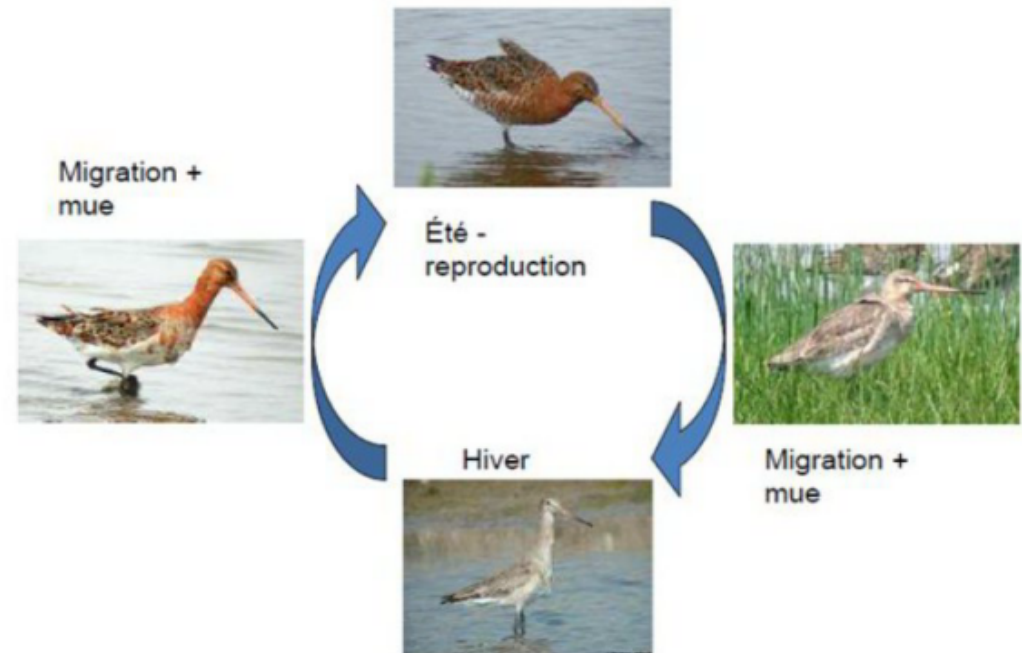 Migration +
mue
Été -
reproduction
Hiver
Migration +
mue